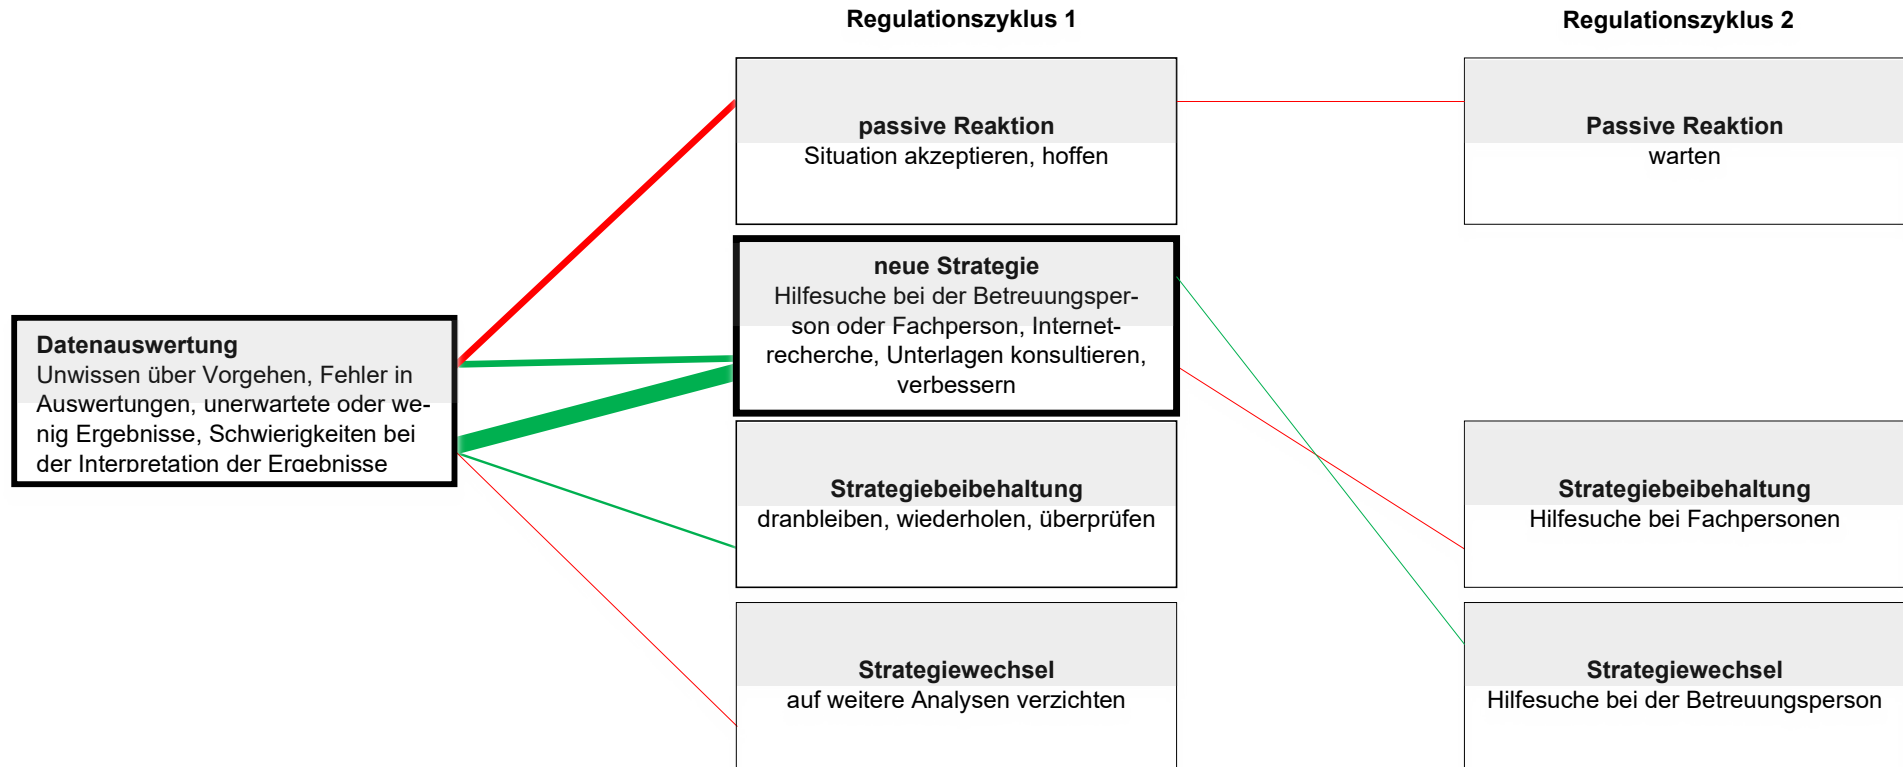 Regulationszyklus 1
Regulationszyklus 2
passive Reaktion
Situation akzeptieren, hoffen
Passive Reaktion
warten
neue Strategie
Hilfesuche bei der Betreuungsper-
son oder Fachperson, Internet-
recherche, Unterlagen konsultieren,
verbessern
Datenauswertung
Unwissen über Vorgehen, Fehler in
Auswertungen, unerwartete oder we-
nig Ergebnisse, Schwierigkeiten bei
der Interpretation der Ergebnisse
Strategiebeibehaltung
dranbleiben, wiederholen, überprüfen
Strategiebeibehaltung
Hilfesuche bei Fachpersonen
Strategiewechsel
auf weitere Analysen verzichten
Strategiewechsel
Hilfesuche bei der Betreuungsperson